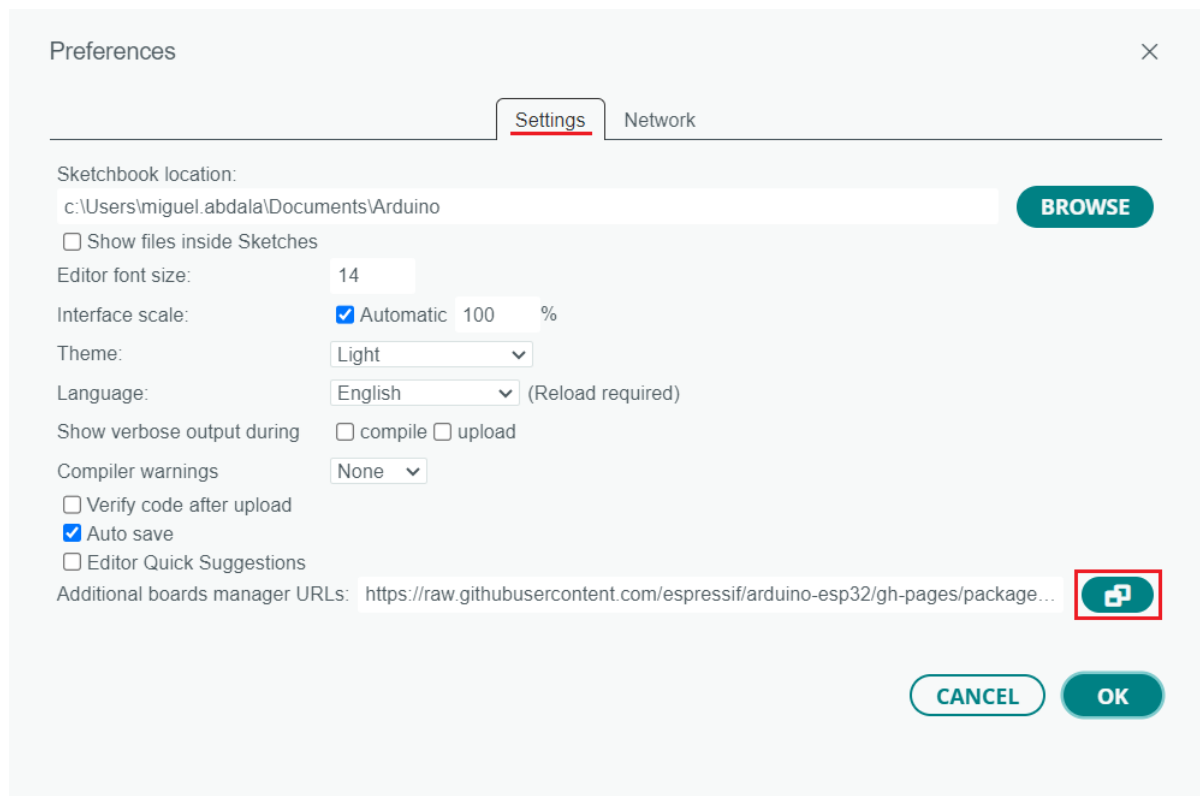 Preferences
Settings Network
Sketchbook location:
c:\Users\miguel.abdala\Documents\Arduino
BROWSE
Show files inside Sketches
Editor font size: 14
Interface scale: Automatic 100 %
Theme: Light
Language: English (Reload required)
Show verbose output during compile upload
Compiler warnings None
Verify code after upload
Auto save
Editor Quick Suggestions
Additional boards manager URLs: https://raw.githubusercontent.com/espressif/arduino-esp32/gh-pages/package...
CANCEL OK